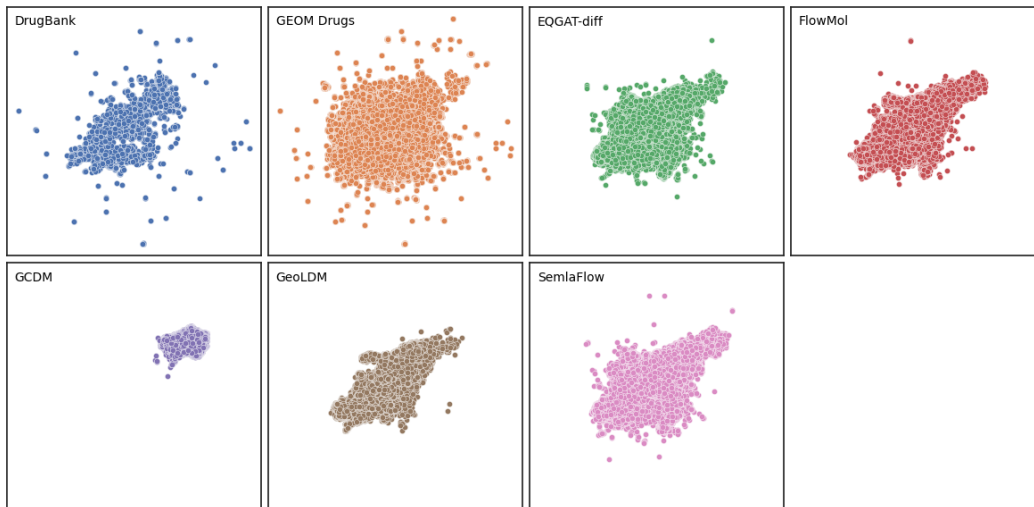 DrugBank
GEOM Drugs
EQGAT-diff
FlowMol
GCDM
GeoLDM
SemlaFlow